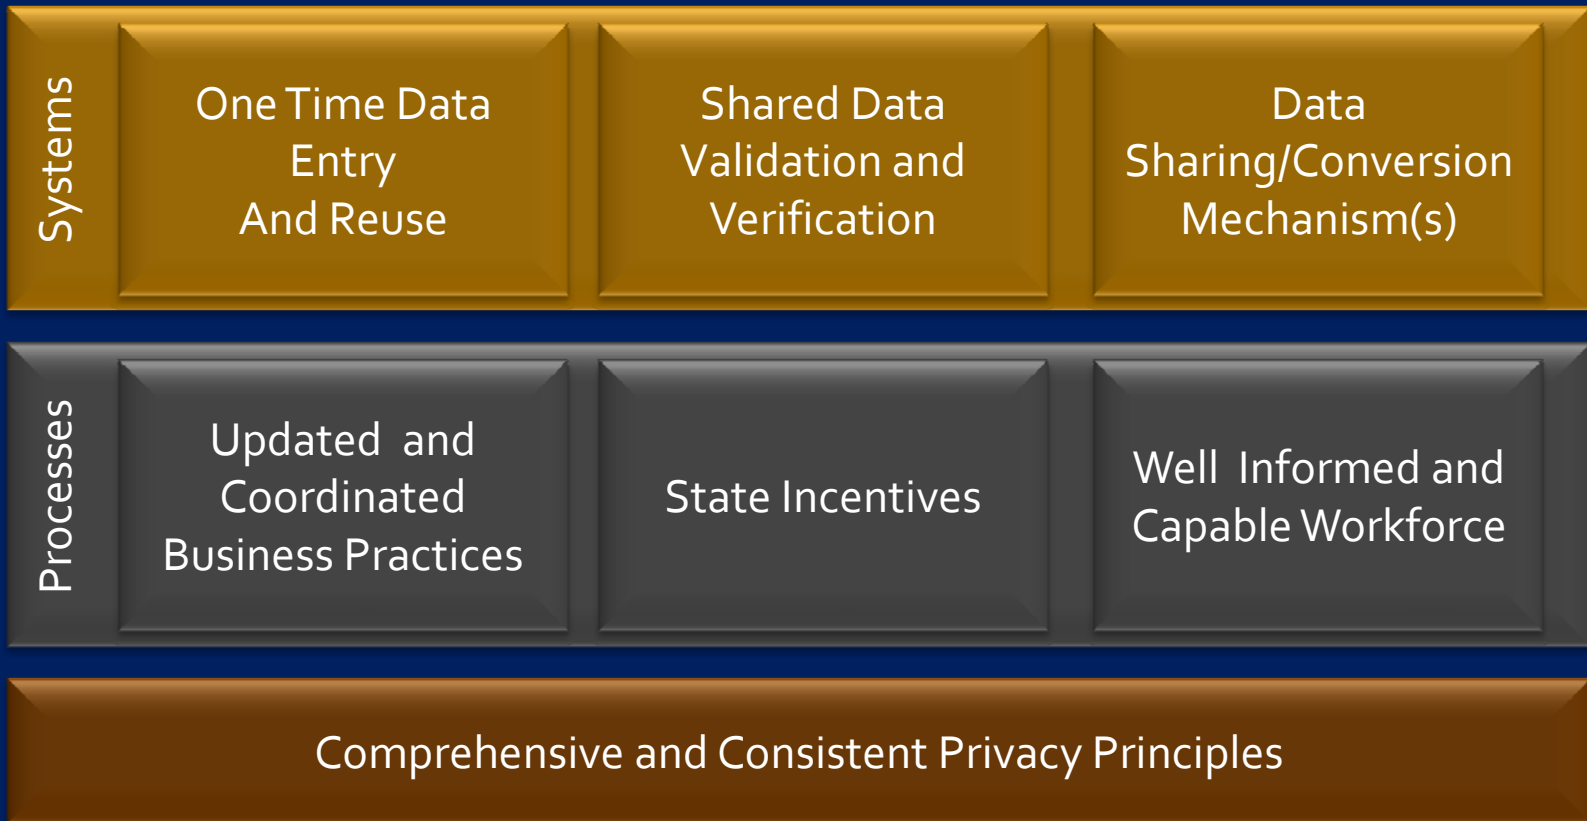 Systems
One Time Data
Entry
And Reuse
Shared Data
Validation and
Verification
Data
Sharing/Conversion
Mechanism(s)
Processes
Updated  and
Coordinated
Business Practices
State Incentives
Well  Informed and
Capable Workforce
Comprehensive and Consistent Privacy Principles